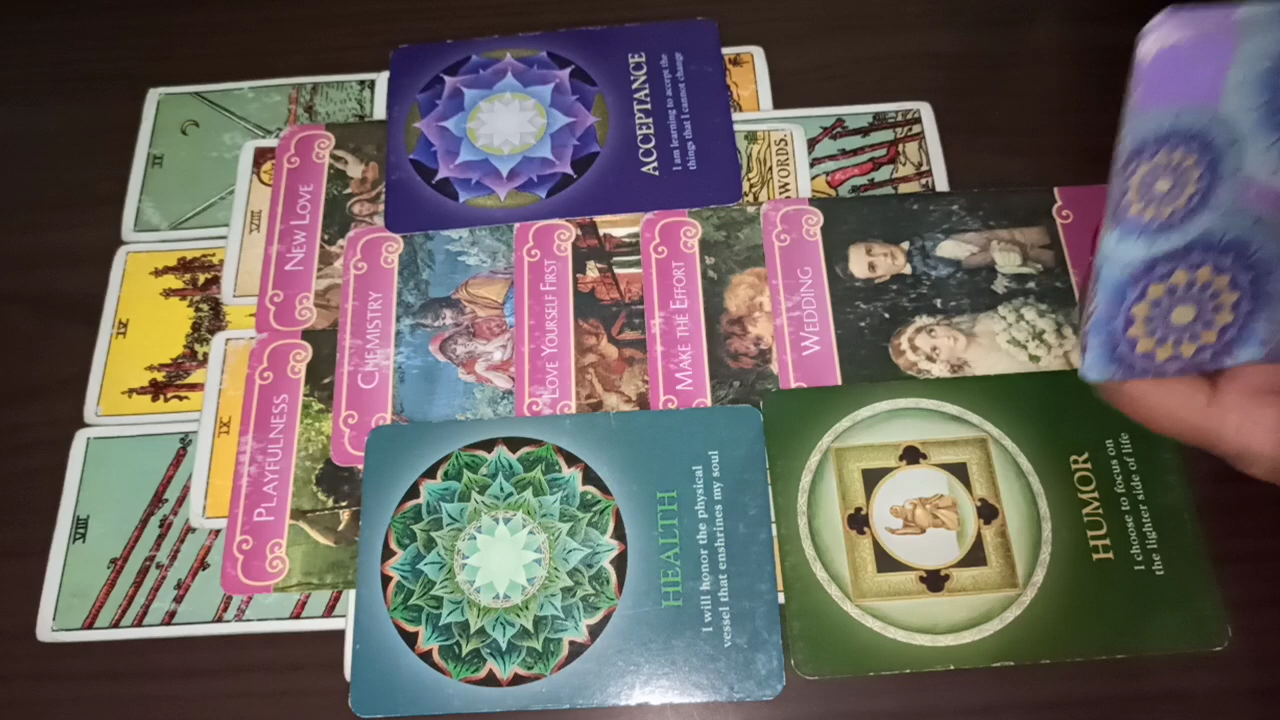 ACCEPTANCE
I am learning to accept the
things that I cannot change
II
VIII
NEW LOVE
WORDS.
IV
CHEMISTRY
LOVE YOURSELF FIRST
MAKE THE EFFORT
WEDDING
IX
PLAYFULNESS
VIII
HEALTH
I will honor the physical
vessel that enshrines my soul
HUMOR
I choose to focus on
the lighter side of life